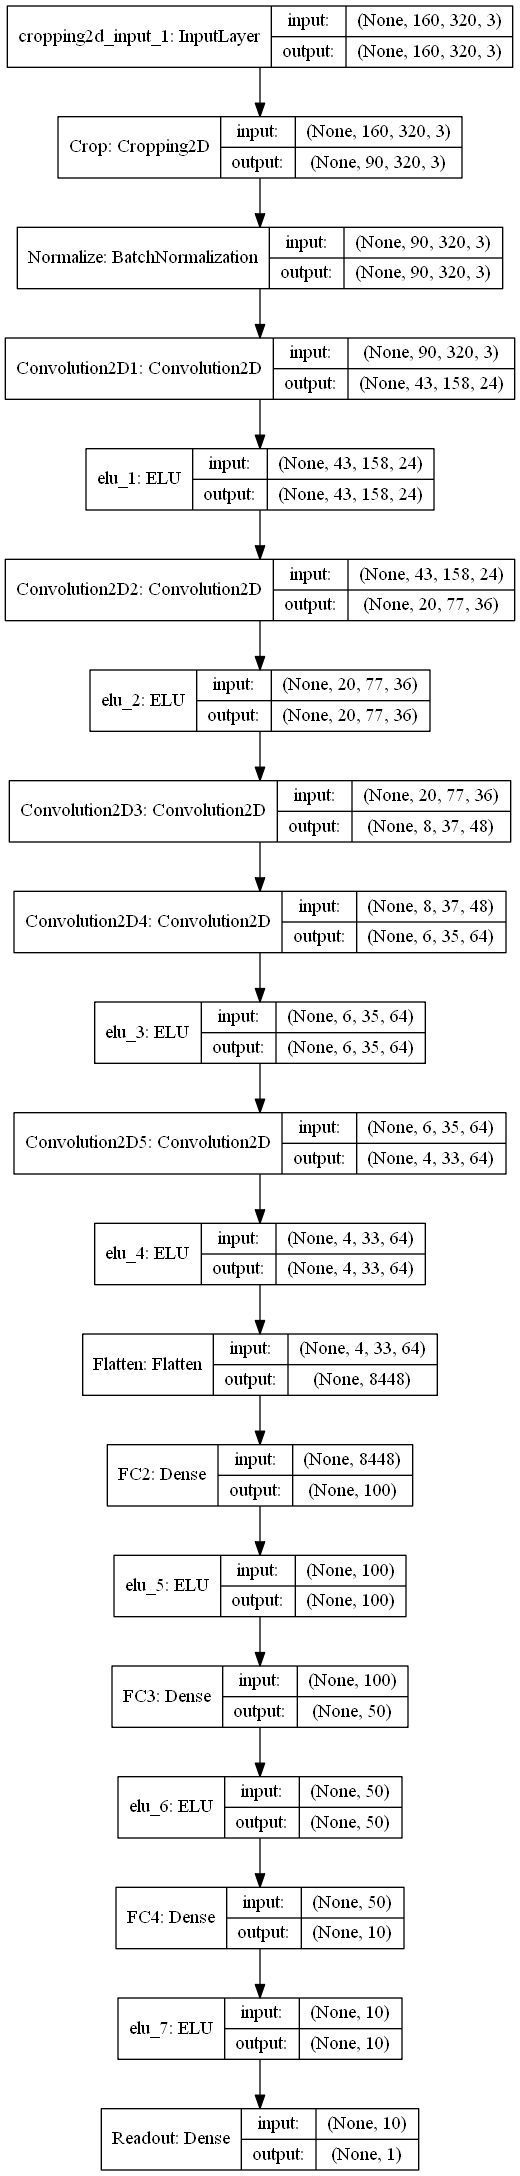 cropping2d_input_1: InputLayer
input: (None, 160, 320, 3)
output: (None, 160, 320, 3)
Crop: Cropping2D
input: (None, 160, 320, 3)
output: (None, 90, 320, 3)
Normalize: BatchNormalization
input: (None, 90, 320, 3)
output: (None, 90, 320, 3)
Convolution2D1: Convolution2D
input: (None, 90, 320, 3)
output: (None, 43, 158, 24)
elu_1: ELU
input: (None, 43, 158, 24)
output: (None, 43, 158, 24)
Convolution2D2: Convolution2D
input: (None, 43, 158, 24)
output: (None, 20, 77, 36)
elu_2: ELU
input: (None, 20, 77, 36)
output: (None, 20, 77, 36)
Convolution2D3: Convolution2D
input: (None, 20, 77, 36)
output: (None, 8, 37, 48)
Convolution2D4: Convolution2D
input: (None, 8, 37, 48)
output: (None, 6, 35, 64)
elu_3: ELU
input: (None, 6, 35, 64)
output: (None, 6, 35, 64)
Convolution2D5: Convolution2D
input: (None, 6, 35, 64)
output: (None, 4, 33, 64)
elu_4: ELU
input: (None, 4, 33, 64)
output: (None, 4, 33, 64)
Flatten: Flatten
input: (None, 4, 33, 64)
output: (None, 8448)
FC2: Dense
input: (None, 8448)
output: (None, 100)
elu_5: ELU
input: (None, 100)
output: (None, 100)
FC3: Dense
input: (None, 100)
output: (None, 50)
elu_6: ELU
input: (None, 50)
output: (None, 50)
FC4: Dense
input: (None, 50)
output: (None, 10)
elu_7: ELU
input: (None, 10)
output: (None, 10)
Readout: Dense
input: (None, 10)
output: (None, 1)